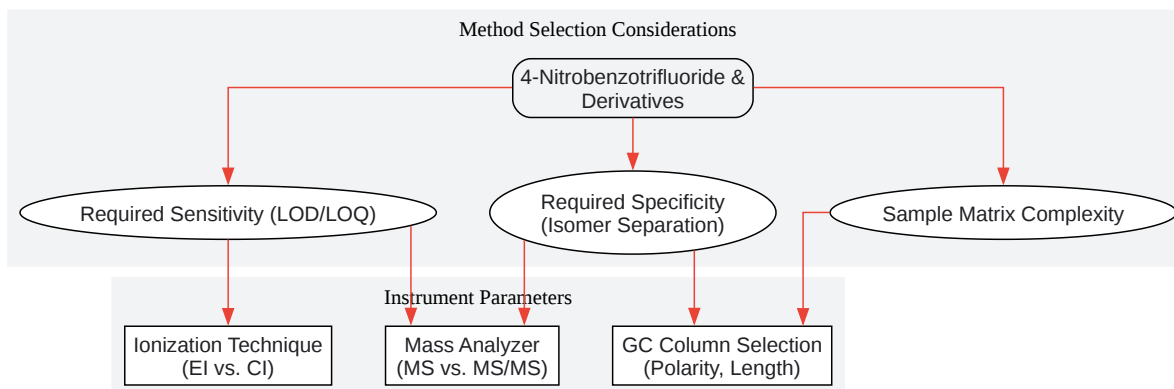 Method Selection Considerations
4-Nitrobenzotrifluoride &
Derivatives
Required Sensitivity (LOD/LOQ)
Required Specificity
(Isomer Separation)
Sample Matrix Complexity
Instrument Parameters
Ionization Technique
(EI vs. CI)
Mass Analyzer
(MS vs. MS/MS)
GC Column Selection
(Polarity, Length)